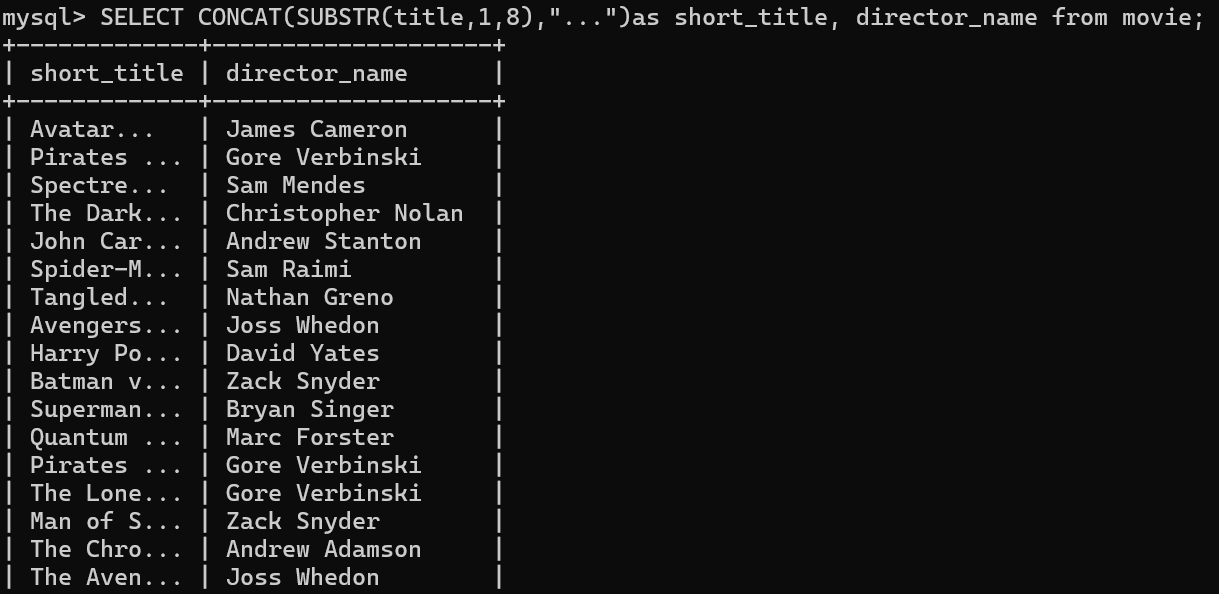 mysql> SELECT CONCAT(SUBSTR(title,1,8),"...")as short_title, director_name from movie;
+-------------+--------------------+
| short_title | director_name      |
+-------------+--------------------+
| Avatar...   | James Cameron      |
| Pirates ... | Gore Verbinski     |
| Spectre...  | Sam Mendes         |
| The Dark... | Christopher Nolan  |
| John Car... | Andrew Stanton     |
| Spider-M... | Sam Raimi          |
| Tangled...  | Nathan Greno       |
| Avengers... | Joss Whedon        |
| Harry Po... | David Yates        |
| Batman v... | Zack Snyder        |
| Superman... | Bryan Singer       |
| Quantum ... | Marc Forster       |
| Pirates ... | Gore Verbinski     |
| The Lone... | Gore Verbinski     |
| Man of S... | Zack Snyder        |
| The Chro... | Andrew Adamson     |
| The Aven... | Joss Whedon        |